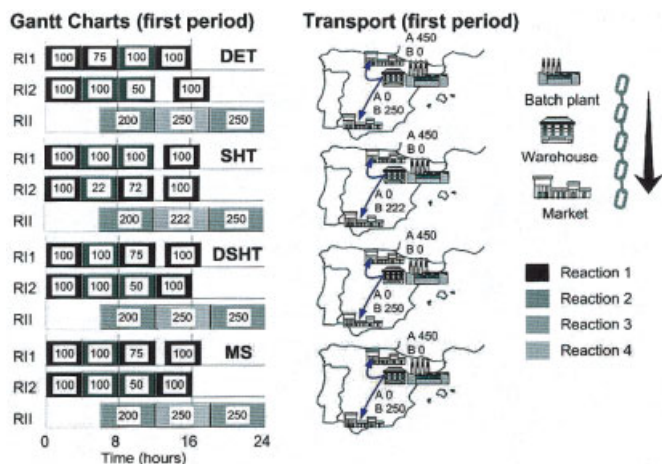 Gantt Charts (first period)
Transport (first period)
RI1 100 75 100 100 DET
RI2 100 100 50 100
RII 200 250 250
A 450
B 0
A 0
B 250
RI1 100 100 100 100 SHT
RI2 100 22 72 100
RII 200 222 250
A 450
B 0
A 0
B 222
RI1 100 100 75 100 DSHT
RI2 100 100 50 100
RII 200 250 250
A 450
B 0
A 0
B 250
RI1 100 100 75 100 MS
RI2 100 100 50 100
RII 200 250 250
A 450
B 0
A 0
B 250
0 8 16 24
Time (hours)
Batch plant
Warehouse
Market
Reaction 1
Reaction 2
Reaction 3
Reaction 4